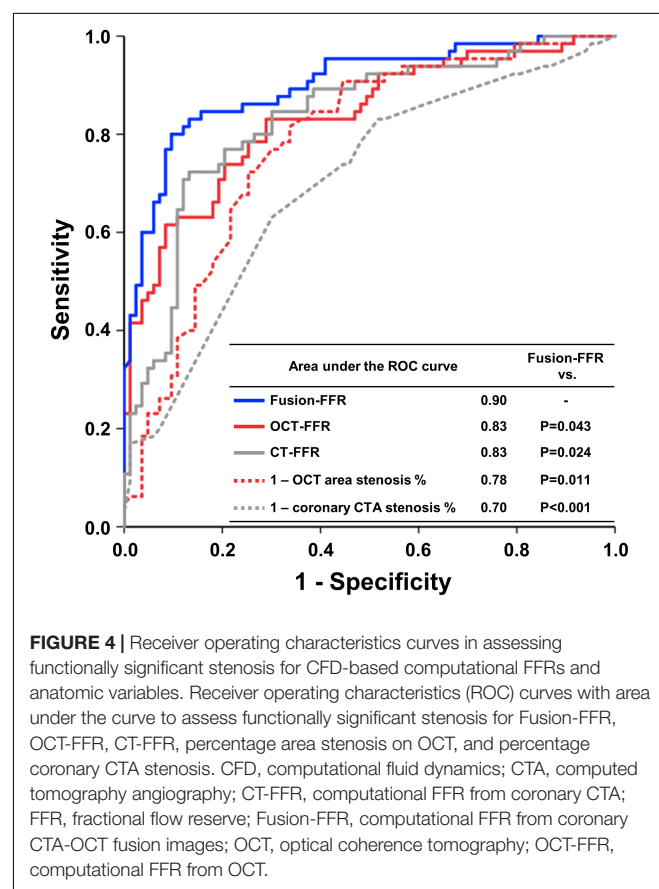 1.0
0.8
0.6
0.4
0.2
0.0
Sensitivity
Area under the ROC curve Fusion-FFR vs.
Fusion-FFR 0.90 -
OCT-FFR 0.83 P=0.043
CT-FFR 0.83 P=0.024
1 – OCT area stenosis % 0.78 P=0.011
1 – coronary CTA stenosis % 0.70 P<0.001
0.0 0.2 0.4 0.6 0.8 1.0
1 - Specificity
FIGURE 4 | Receiver operating characteristics curves in assessing
functionally significant stenosis for CFD-based computational FFRs and
anatomic variables. Receiver operating characteristics (ROC) curves with area
under the curve to assess functionally significant stenosis for Fusion-FFR,
OCT-FFR, CT-FFR, percentage area stenosis on OCT, and percentage
coronary CTA stenosis. CFD, computational fluid dynamics; CTA, computed
tomography angiography; CT-FFR, computational FFR from coronary CTA;
FFR, fractional flow reserve; Fusion-FFR, computational FFR from coronary
CTA-OCT fusion images; OCT, optical coherence tomography; OCT-FFR,
computational FFR from OCT.